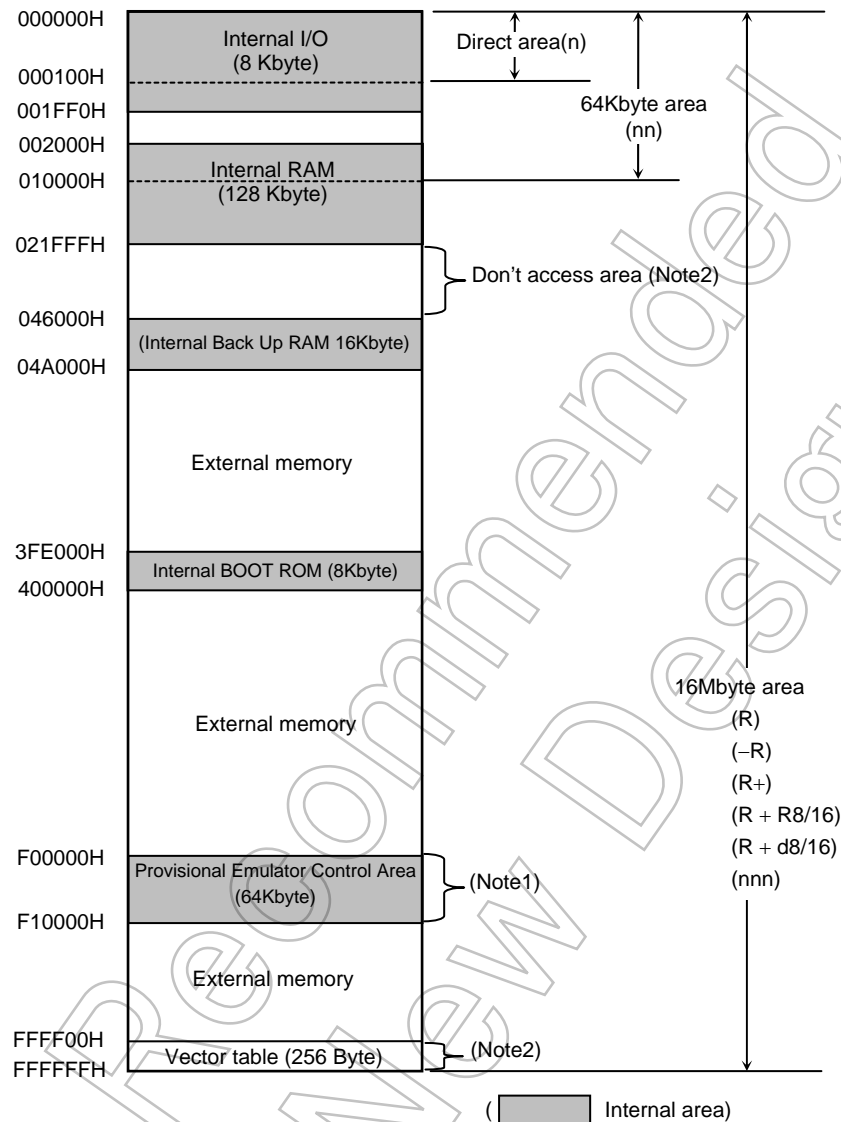 000000H
Internal I/O
(8 Kbyte)
Direct area(n)
000100H
64Kbyte area
(nn)
001FF0H
002000H
Internal RAM
(128 Kbyte)
010000H
021FFFH
Don't access area (Note2)
046000H
(Internal Back Up RAM 16Kbyte)
04A000H
External memory
3FE000H
Internal BOOT ROM (8Kbyte)
400000H
External memory
16Mbyte area
(R)
(−R)
(R+)
(R + R8/16)
(R + d8/16)
(nnn)
F00000H
Provisional Emulator Control Area
(64Kbyte)
(Note1)
F10000H
External memory
FFFF00H
Vector table (256 Byte)
(Note2)
FFFFFFH
( Internal area)
Recommended
New Desig